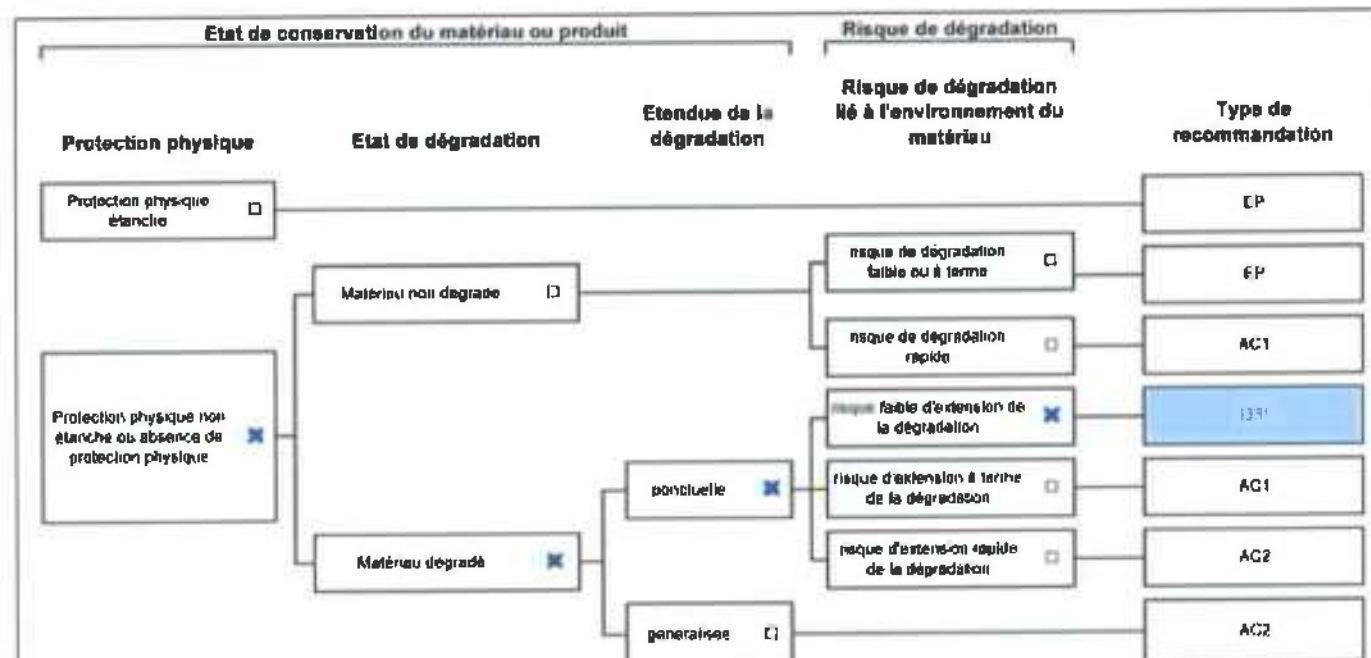 Etat de conservation du matériau ou produit
Risque de dégradation
Protection physique
Etat de dégradation
Etendue de la
dégradation
Risque de dégradation
lié à l'environnement du
matériau
Type de
recommandation
Protection physique
étanche
EP
Matériau non dégradé
risque de dégradation
faible ou à terme
EP
risque de dégradation
rapide
AC1
Protection physique non
étanche ou absence de
protection physique
risque faible d'extension de
la dégradation
ponctuelle
risque d'extension à terme
de la dégradation
AC1
Matériau dégradé
risque d'extension rapide
de la dégradation
AC2
généralisée
AC2